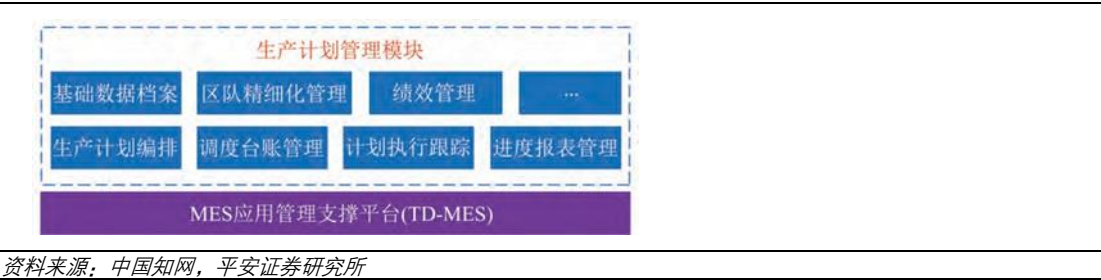 生产计划管理模块
基础数据档案 区队精细化管理 绩效管理 ...
生产计划编排 调度台账管理 计划执行跟踪 进度报表管理
MES应用管理支撑平台(TD-MES)
资料来源：中国知网，平安证券研究所